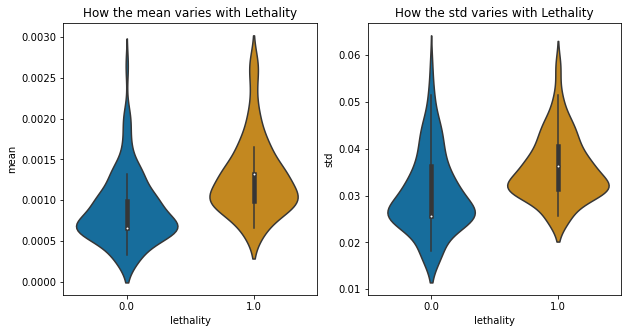 How the mean varies with Lethality
0.0030
0.0025
0.0020
0.0015
0.0010
0.0005
0.0000
mean
0.0
1.0
lethality
How the std varies with Lethality
0.06
0.05
0.04
0.03
0.02
0.01
std
0.0
1.0
lethality